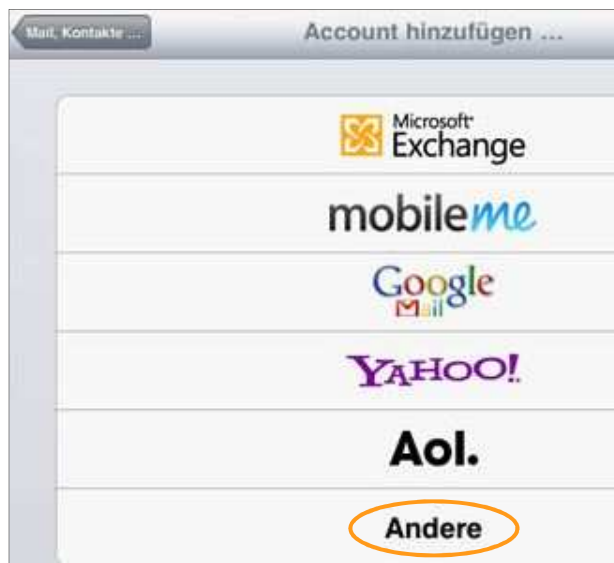 Mail, Kontakte ...
Account hinzufügen ...
Microsoft
Exchange
mobileme
Google
Mail
YAHOO!
Aol.
Andere